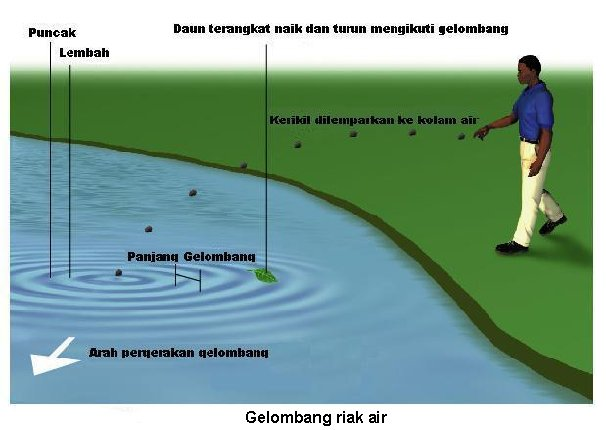 Puncak
Daun terangkat naik dan turun mengikuti gelombang
Lembah
Kerikil dilemparkan ke kolam air
Panjang Gelombang
Arah pergerakan gelombang
Gelombang riak air